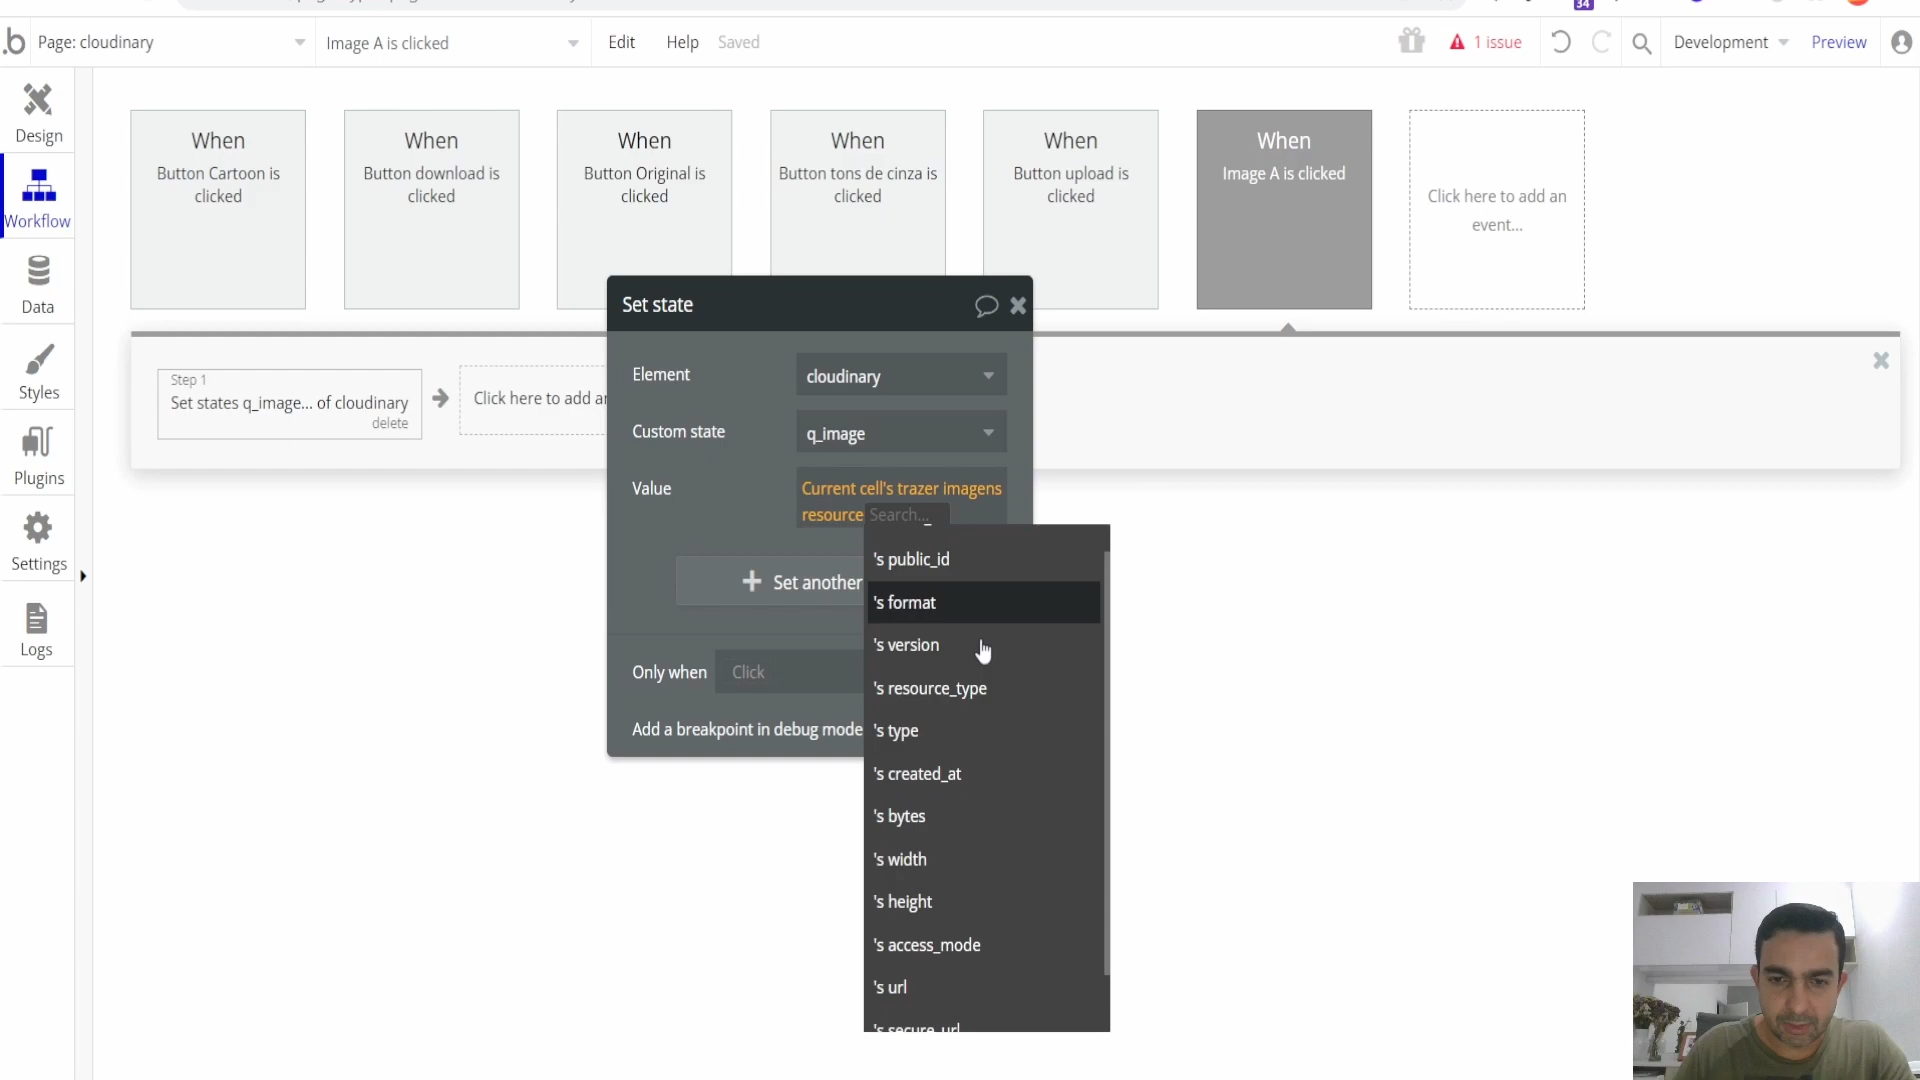 34
.b Page: cloudinary Image A is clicked Edit Help Saved 1 issue Development Preview
Design
Workflow
Data
Styles
Plugins
Settings
Logs
When
Button Cartoon is
clicked
When
Button download is
clicked
When
Button Original is
clicked
When
Button tons de cinza is
clicked
When
Button upload is
clicked
When
Image A is clicked
Click here to add an
event...
Step 1
Set states q_image... of cloudinary
delete
Click here to add an
Set state
Element cloudinary
Custom state q_image
Value Current cell's trazer imagens
resource Search...
Set another
Only when Click
Add a breakpoint in debug mode
's public_id
's format
's version
's resource_type
's type
's created_at
's bytes
's width
's height
's access_mode
's url
's secure_url